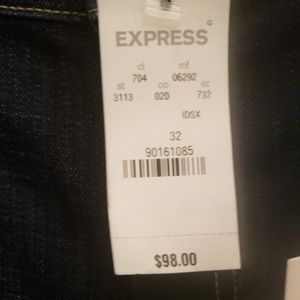 G
EXPRESS
cl mf
704 06292
st co sz
3113 020 732
IDSX
32
90161085
$98.00